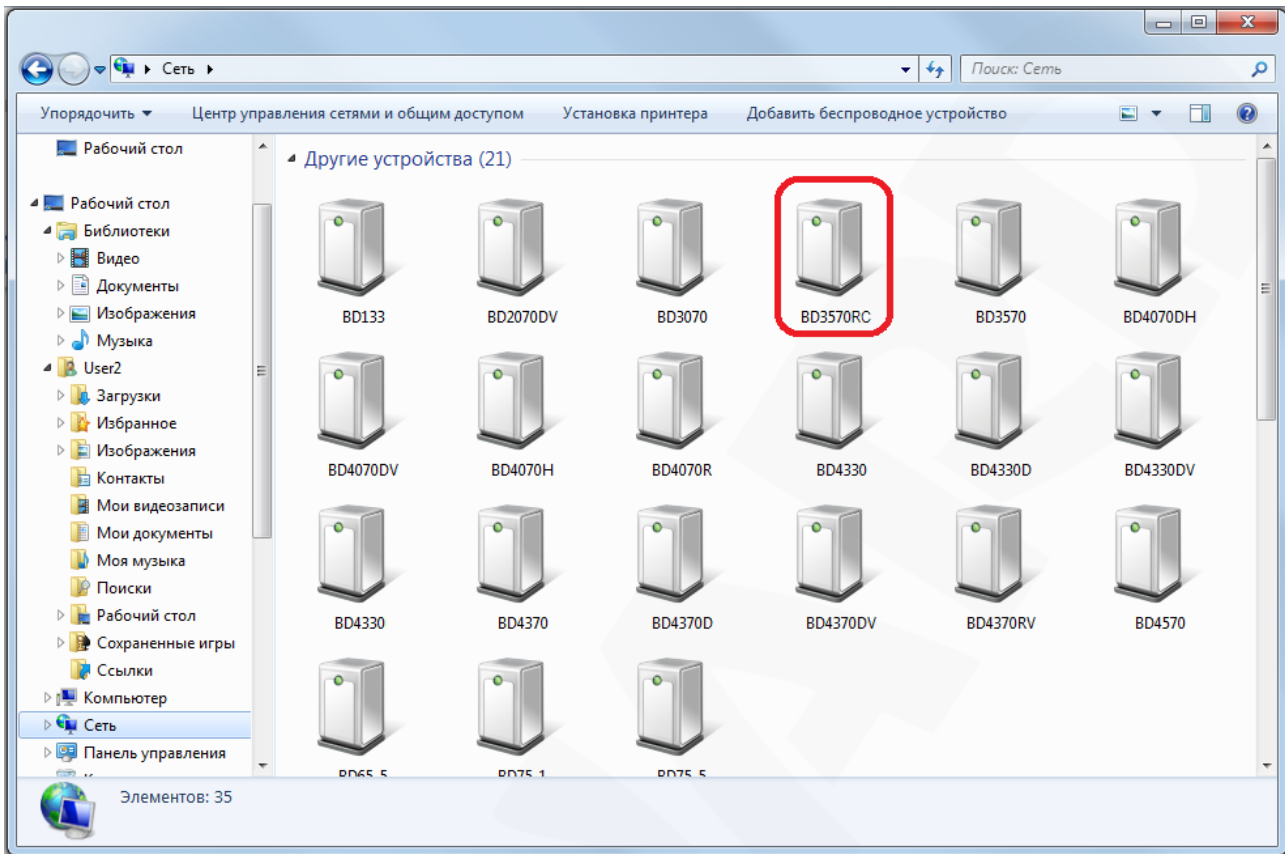 Сеть
Поиск: Сеть
Упорядочить
Центр управления сетями и общим доступом
Установка принтера
Добавить беспроводное устройство
Рабочий стол
Рабочий стол
Библиотеки
Видео
Документы
Изображения
Музыка
User2
Загрузки
Избранное
Изображения
Контакты
Мои видеозаписи
Мои документы
Моя музыка
Поиски
Рабочий стол
Сохраненные игры
Ссылки
Компьютер
Сеть
Панель управления
Другие устройства (21)
BD133
BD2070DV
BD3070
BD3570RC
BD3570
BD4070DH
BD4070DV
BD4070H
BD4070R
BD4330
BD4330D
BD4330DV
BD4330
BD4370
BD4370D
BD4370DV
BD4370RV
BD4570
BD65_5
BD75_1
BD75_5
Элементов: 35